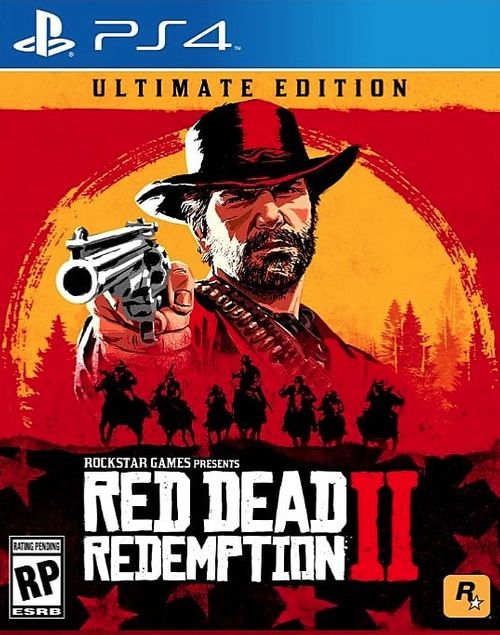 PS4
ULTIMATE EDITION
ROCKSTAR GAMES PRESENTS
RED DEAD
REDEMPTION II
RATING PENDING
RP
ESRB
R